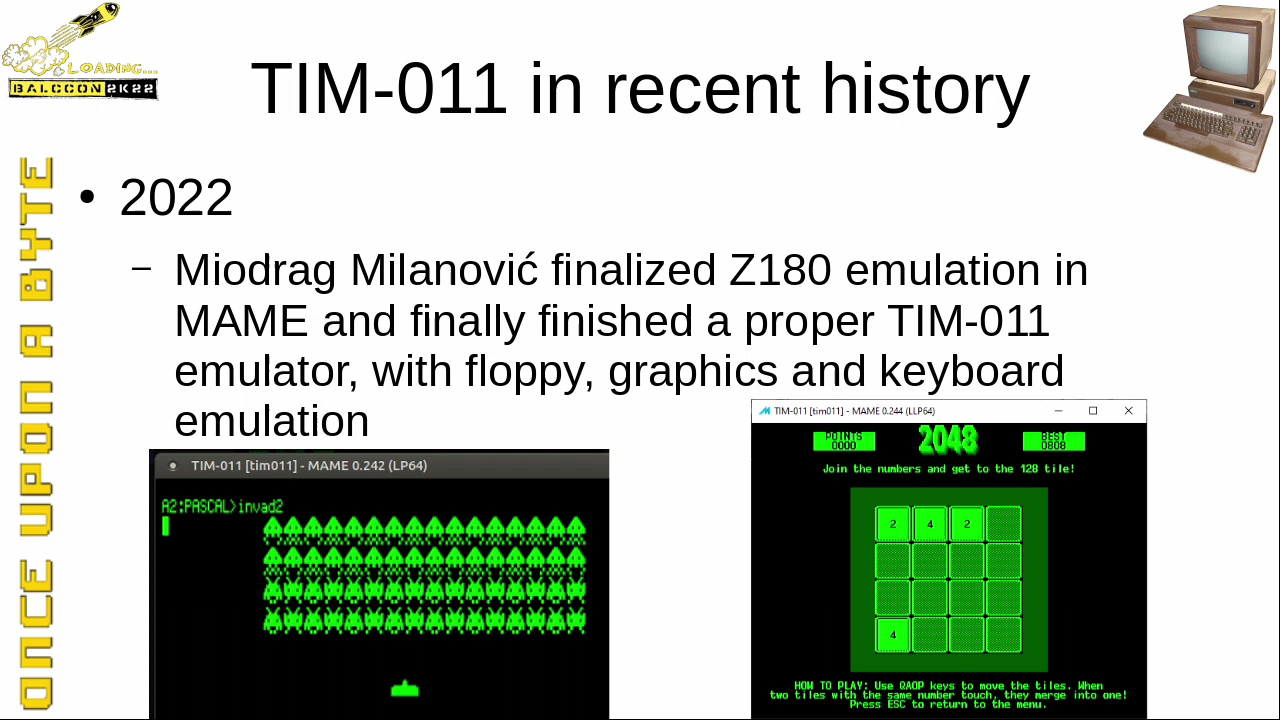 LOADING...
BALCCON2K22
TIM-011 in recent history
ONCE UPON A BYTE
• 2022
– Miodrag Milanović finalized Z180 emulation in
MAME and finally finished a proper TIM-011
emulator, with floppy, graphics and keyboard
emulation
TIM-011 [tim011] - MAME 0.242 (LP64)
A2:PASCAL>invad2
TIM-011 [tim011] - MAME 0.244 (LLP64)
POINTS
0000
2048
BEST
0808
Join the numbers and get to the 128 tile!
2 4 2
4
HOW TO PLAY: Use QAOP keys to move the tiles. When
two tiles with the same number touch, they merge into one!
Press ESC to return to the menu.